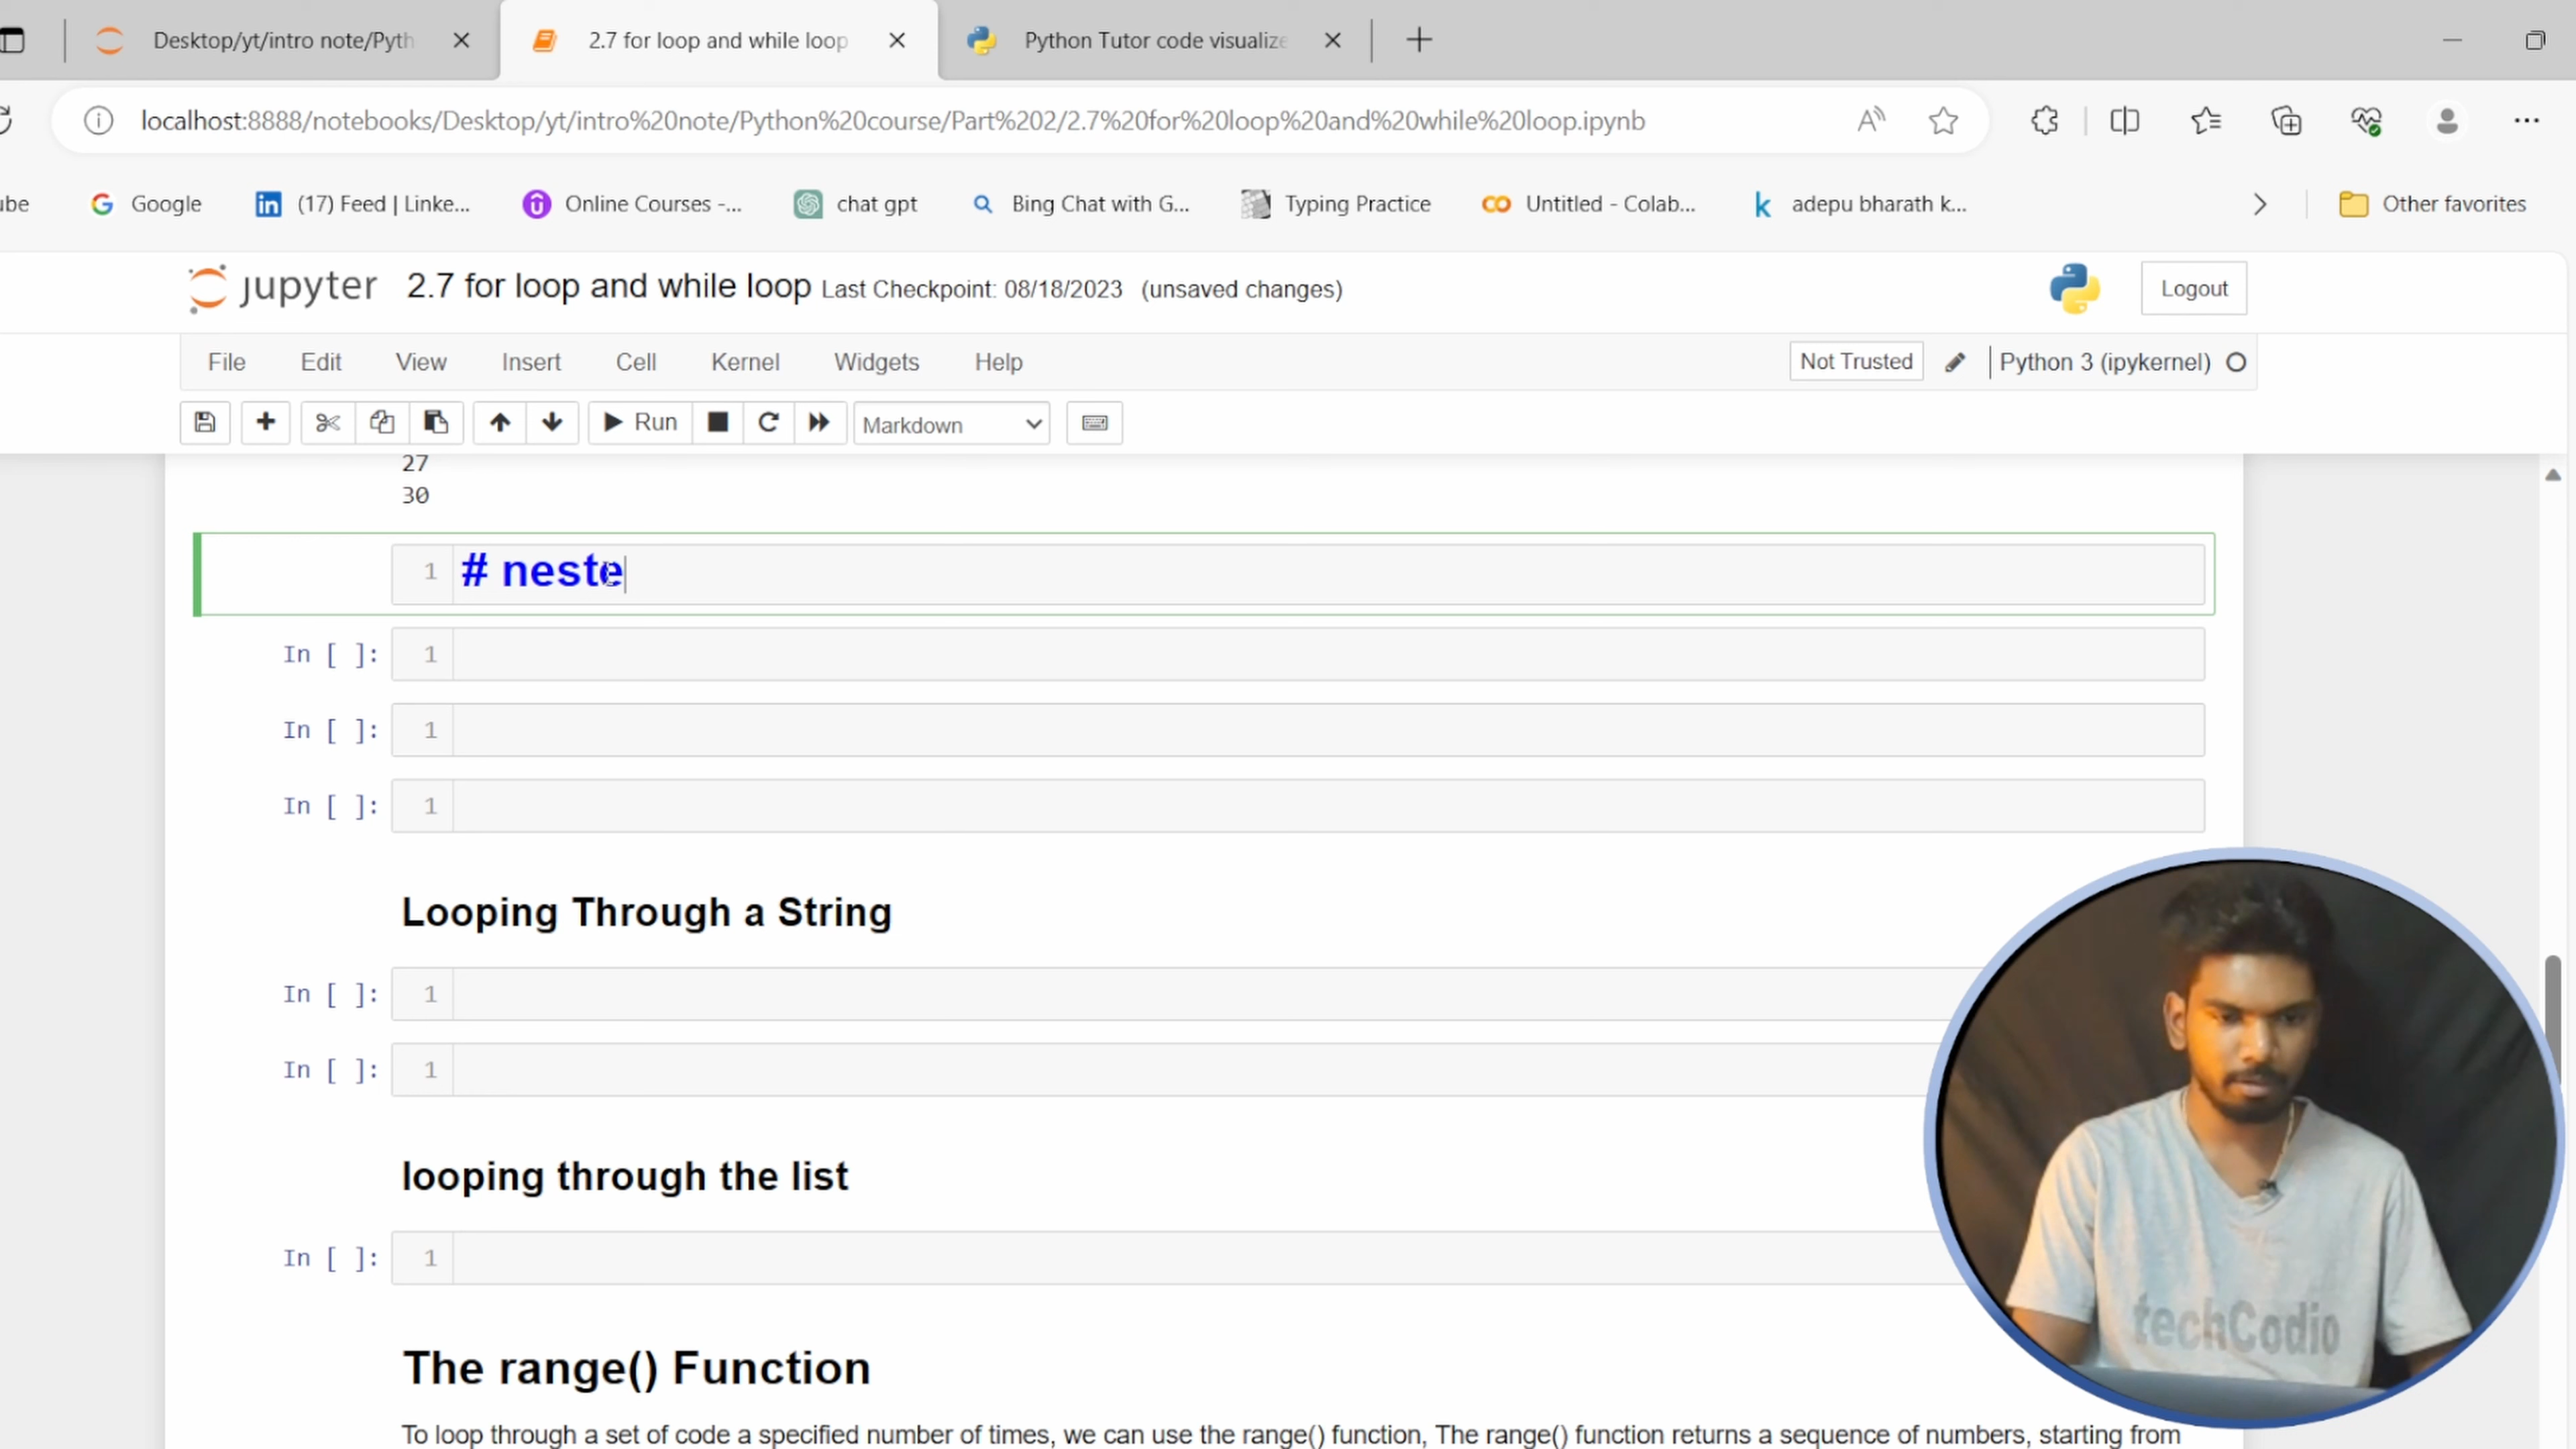 Desktop/yt/intro note/Pyth
2.7 for loop and while loop
Python Tutor code visualize
localhost:8888/notebooks/Desktop/yt/intro%20note/Python%20course/Part%202/2.7%20for%20loop%20and%20while%20loop.ipynb
ube
Google
(17) Feed | Linke...
Online Courses -...
chat gpt
Bing Chat with G...
Typing Practice
Untitled - Colab...
adepu bharath k...
Other favorites
jupyter 2.7 for loop and while loop Last Checkpoint: 08/18/2023 (unsaved changes)
Logout
File Edit View Insert Cell Kernel Widgets Help
Not Trusted
Python 3 (ipykernel)
Run
Markdown
27
30
1 # neste
In [ ]: 1
In [ ]: 1
In [ ]: 1
Looping Through a String
In [ ]: 1
In [ ]: 1
looping through the list
In [ ]: 1
techCodio
The range() Function
To loop through a set of code a specified number of times, we can use the range() function, The range() function returns a sequence of numbers, starting from